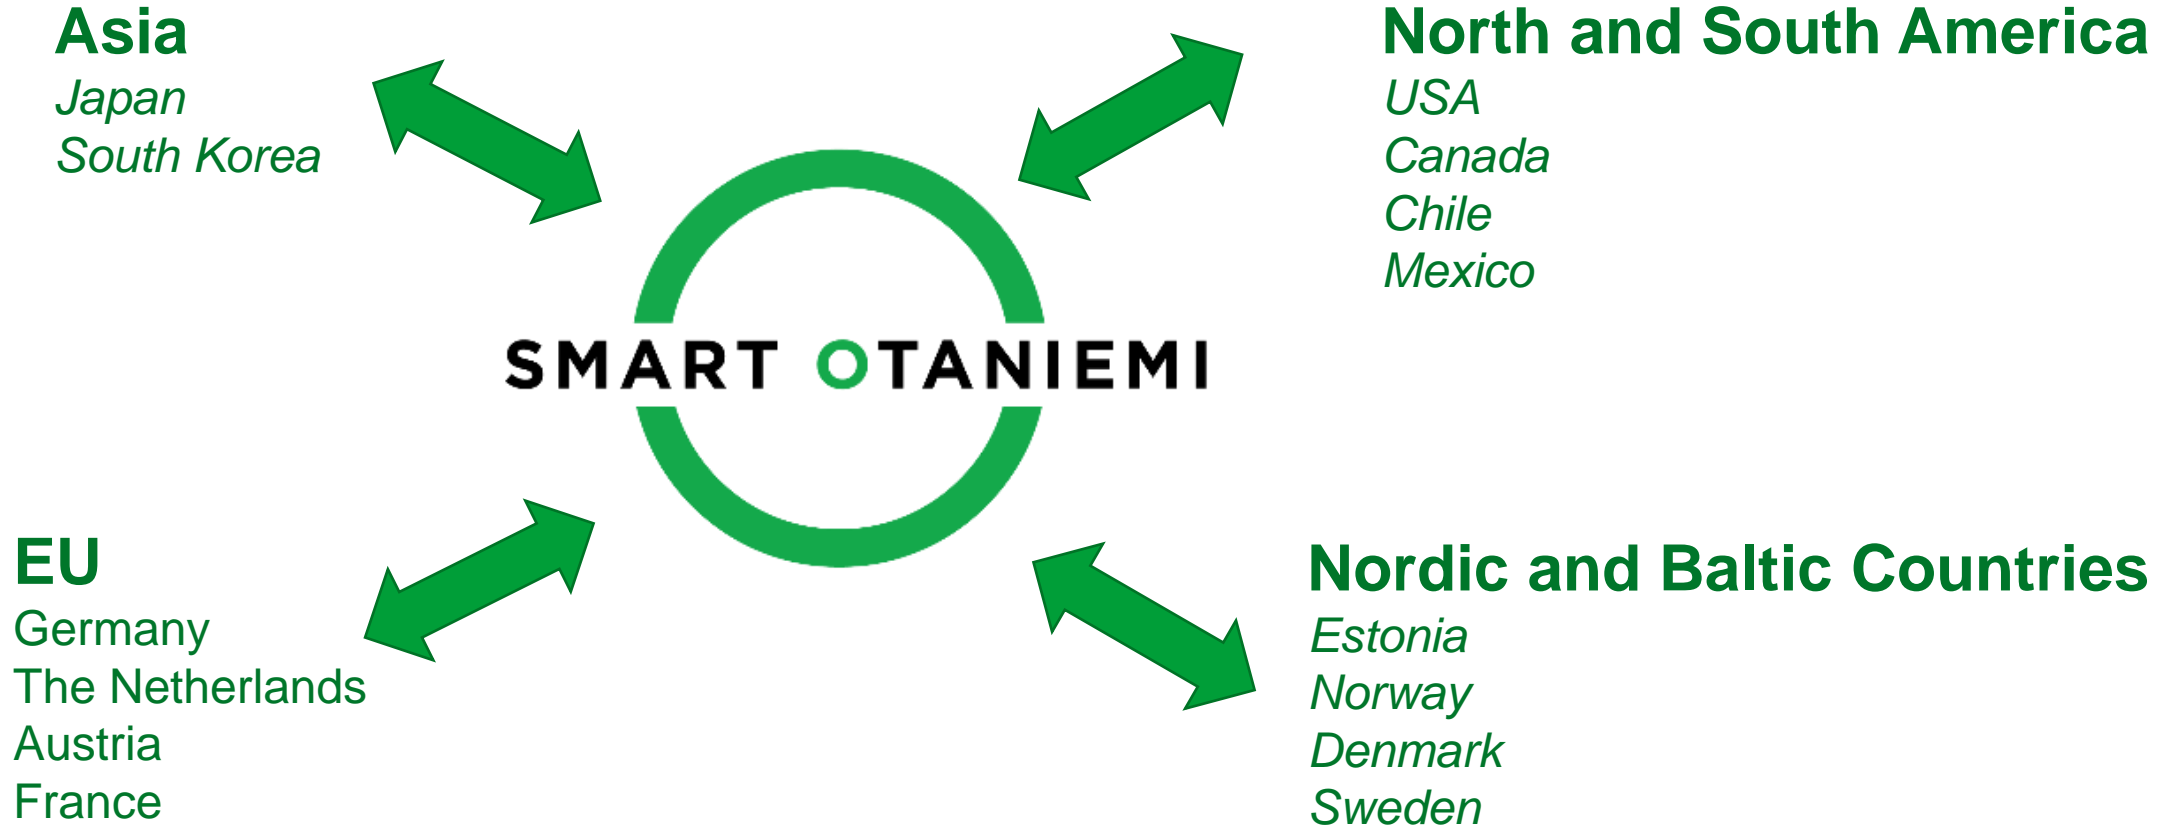 Asia
Japan
South Korea
North and South America
USA
Canada
Chile
Mexico
SMART OTANIEMI
EU
Germany
The Netherlands
Austria
France
Nordic and Baltic Countries
Estonia
Norway
Denmark
Sweden